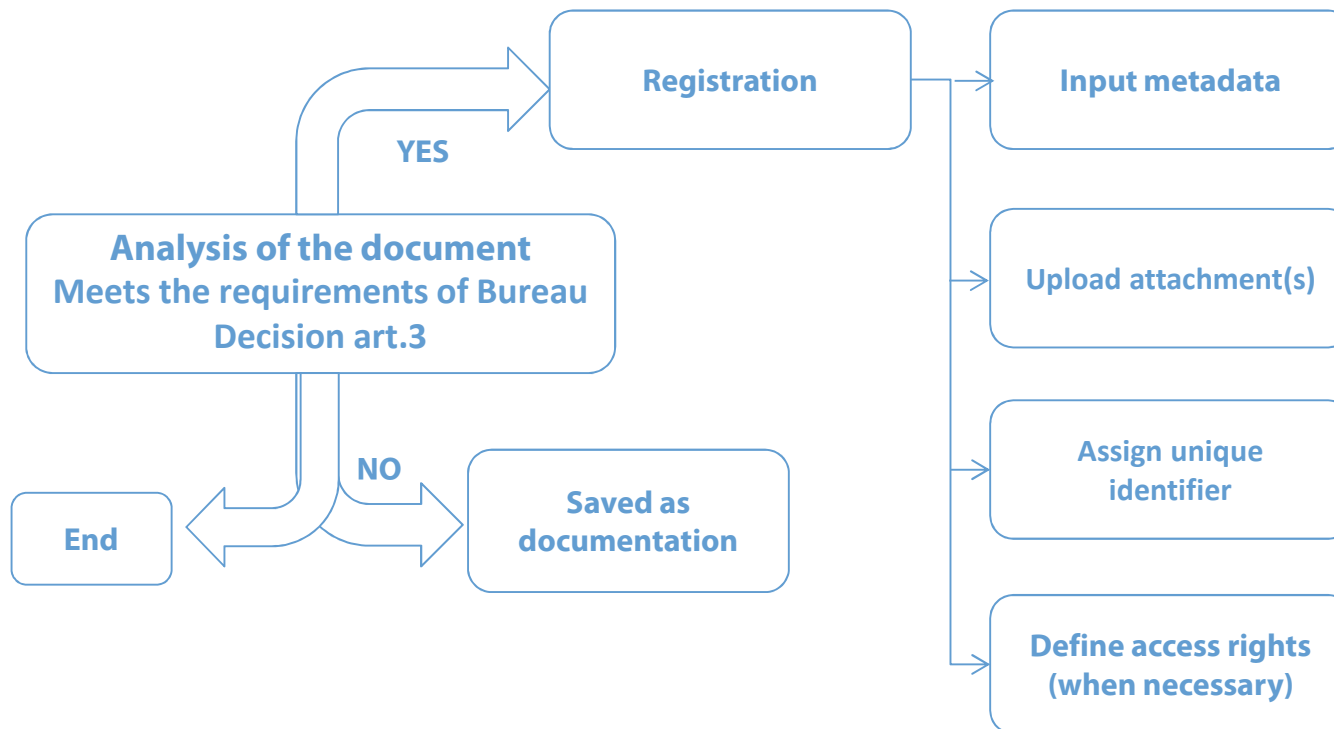 Registration
Input metadata
YES
Analysis of the document
Meets the requirements of Bureau
Decision art.3
Upload attachment(s)
NO
End
Saved as
documentation
Assign unique
identifier
Define access rights
(when necessary)